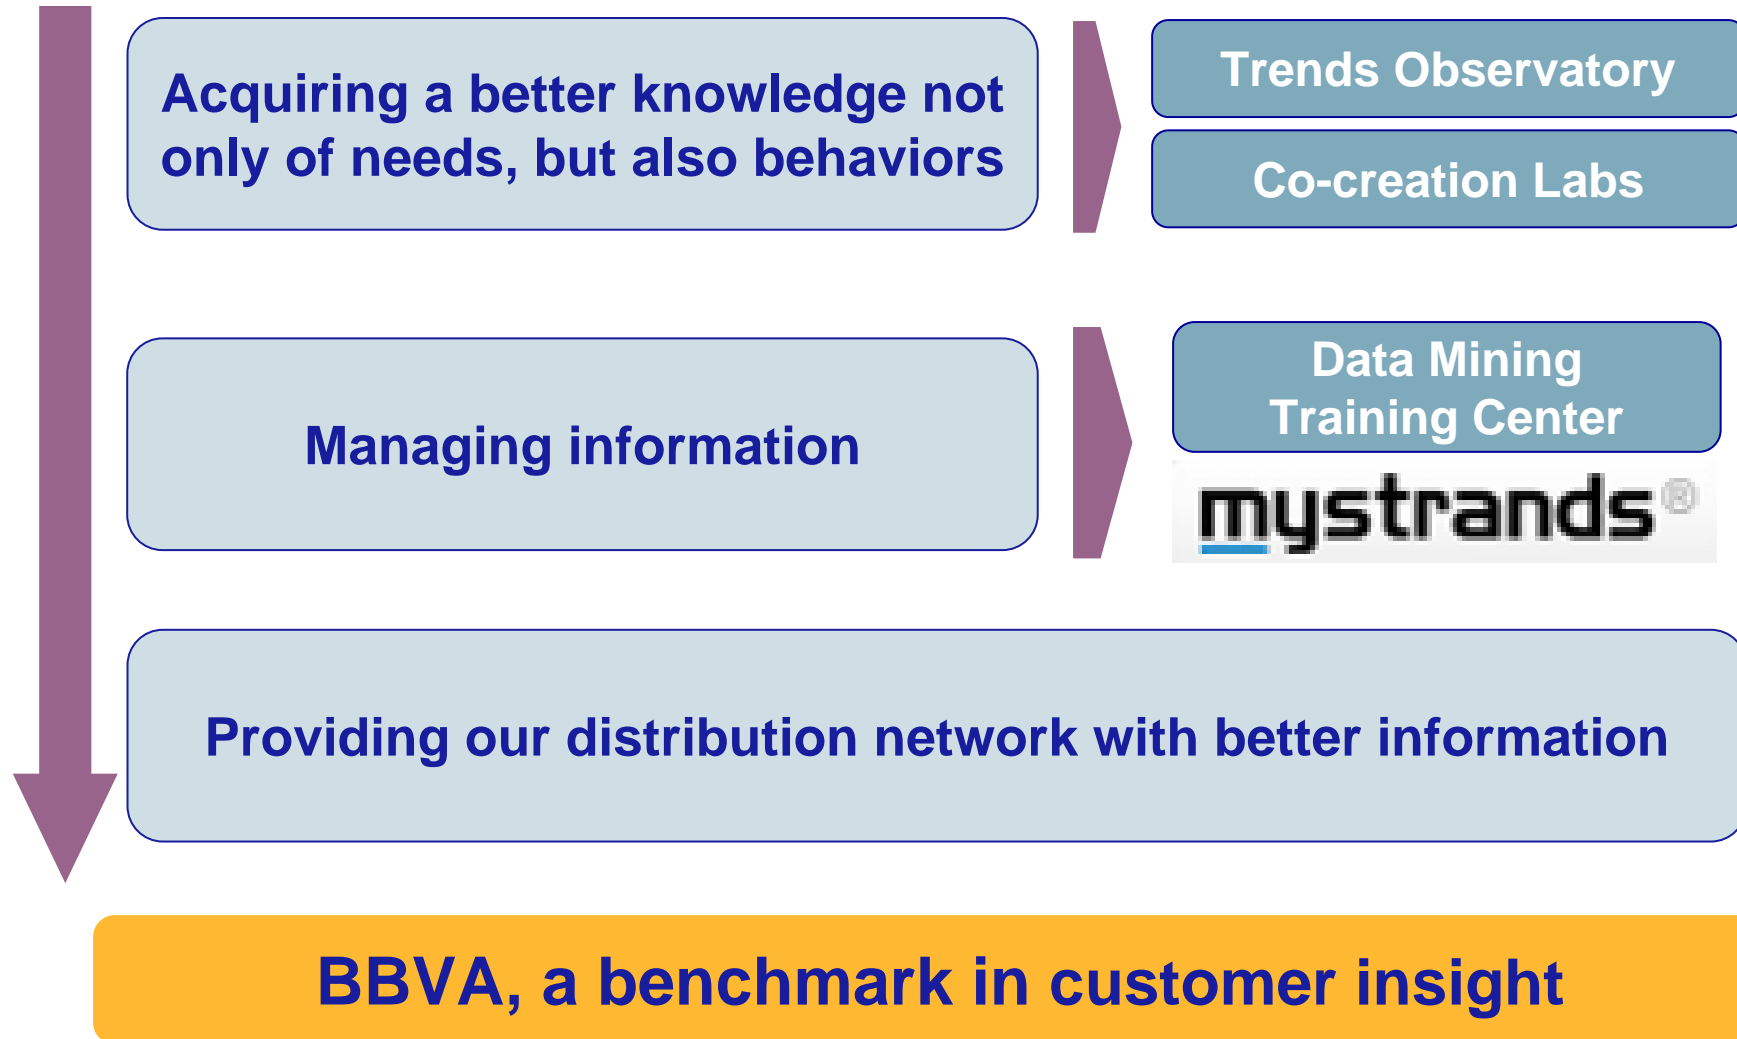 Acquiring a better knowledge not
only of needs, but also behaviors
Trends Observatory
Co-creation Labs
Managing information
Data Mining
Training Center
mystrands®
Providing our distribution network with better information
BBVA, a benchmark in customer insight